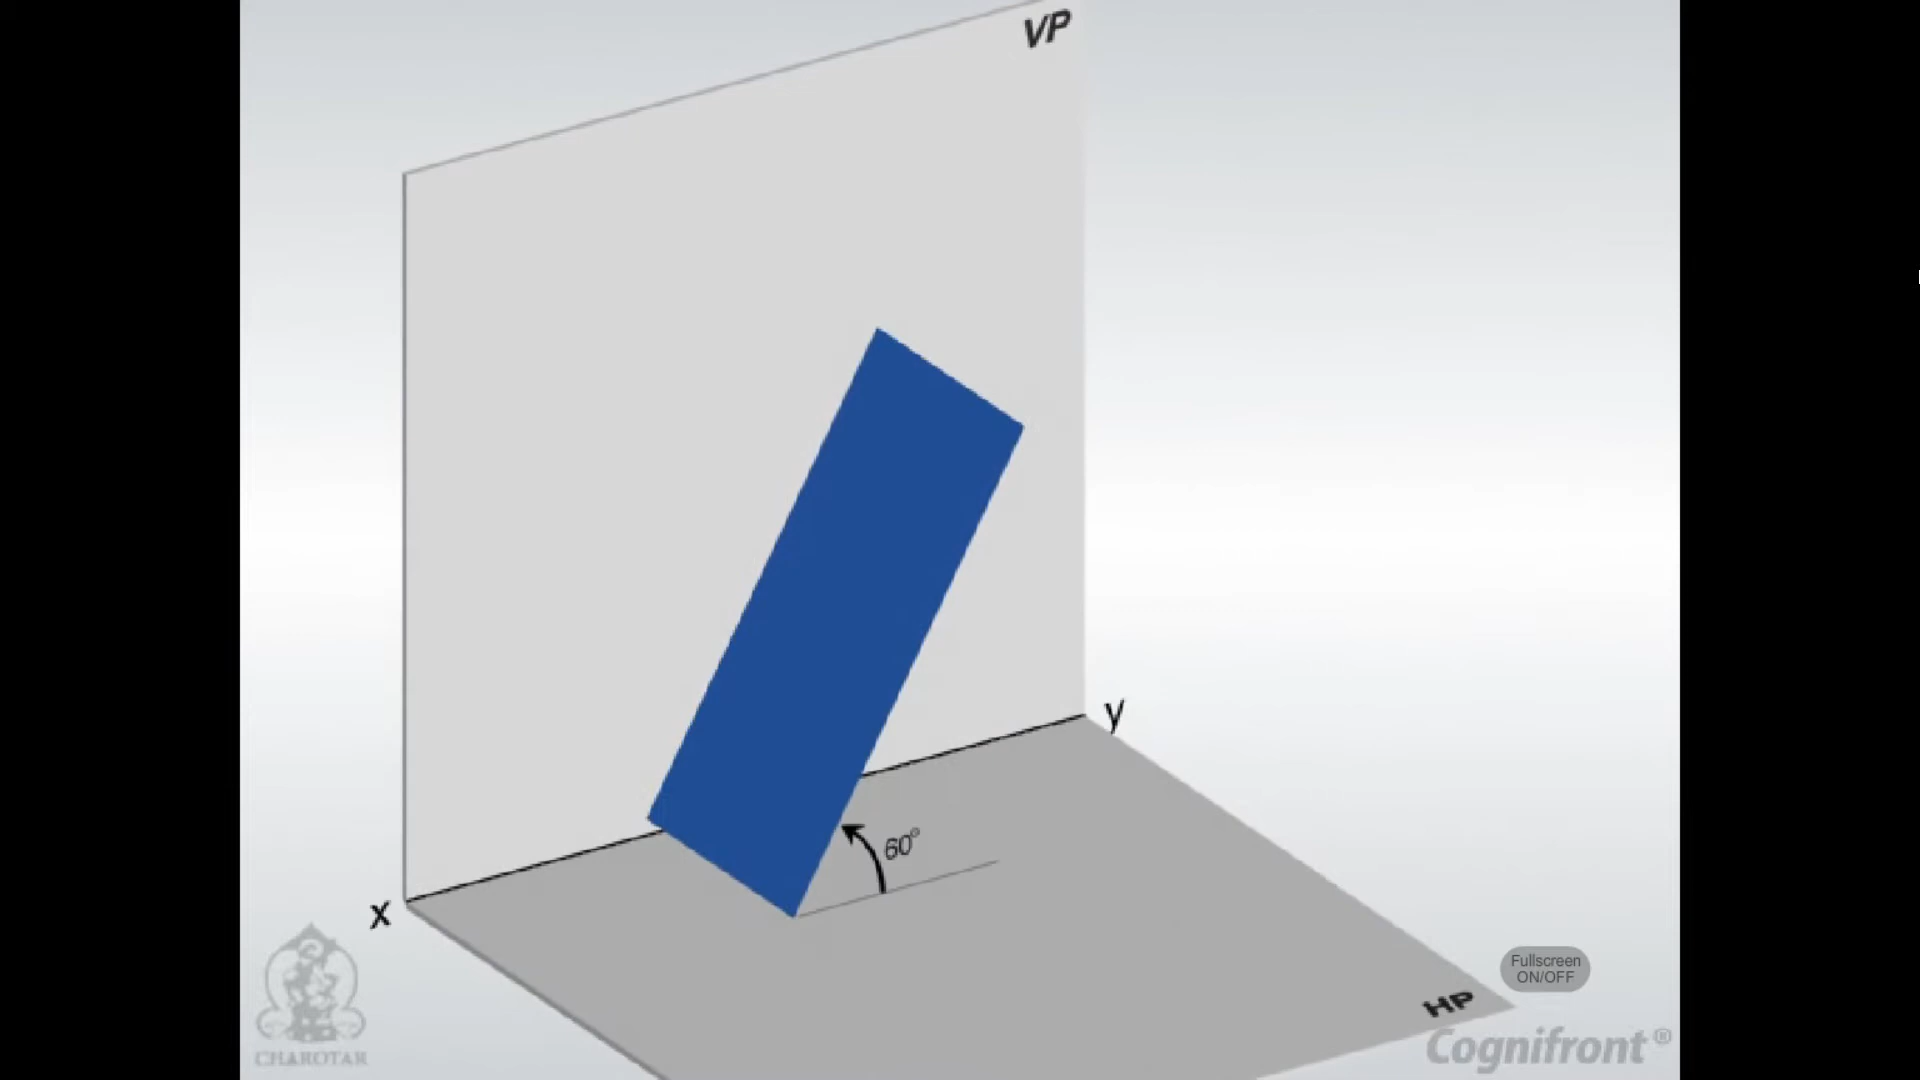 VP
y
60°
x
Fullscreen
ON/OFF
HP
CHAROTAR
Cognifront®